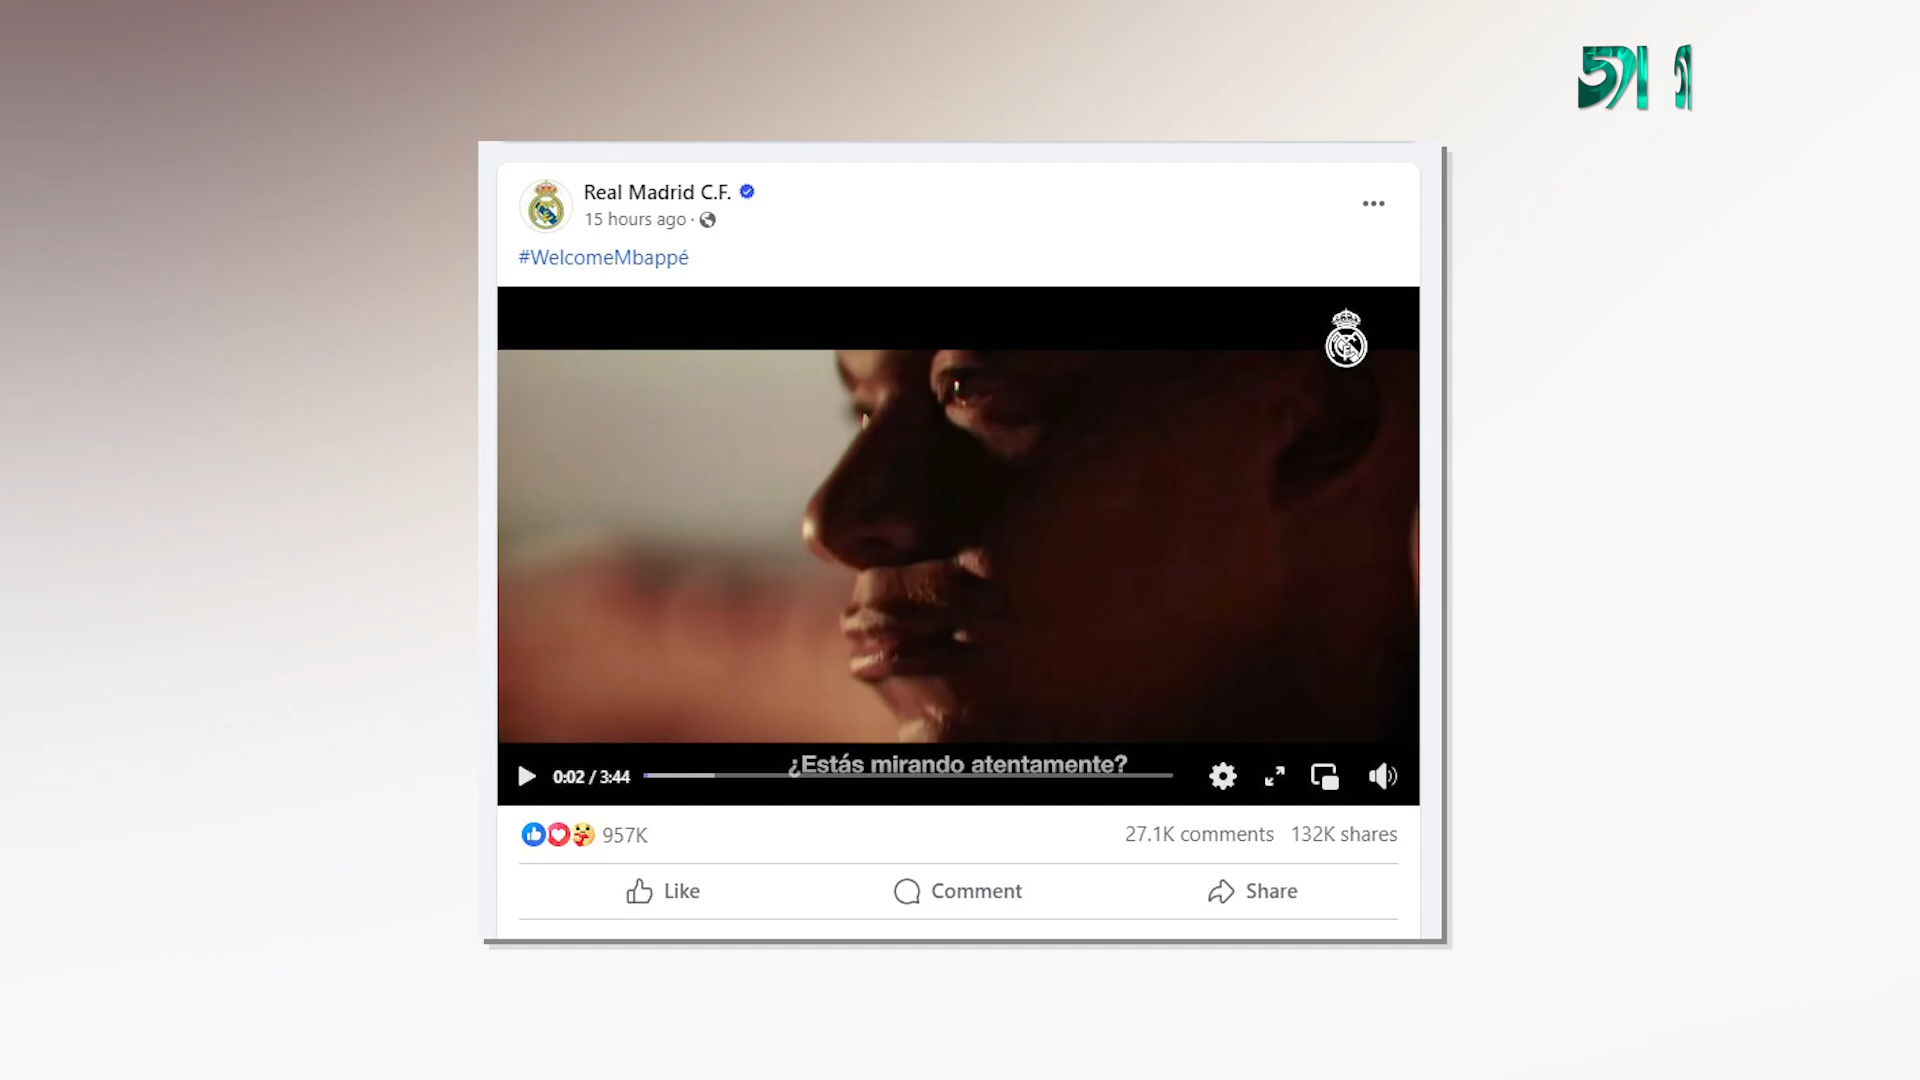 Real Madrid C.F.
15 hours ago ·
#WelcomeMbappé
¿Estás mirando atentamente?
0:02 / 3:44
957K
27.1K comments 132K shares
Like
Comment
Share